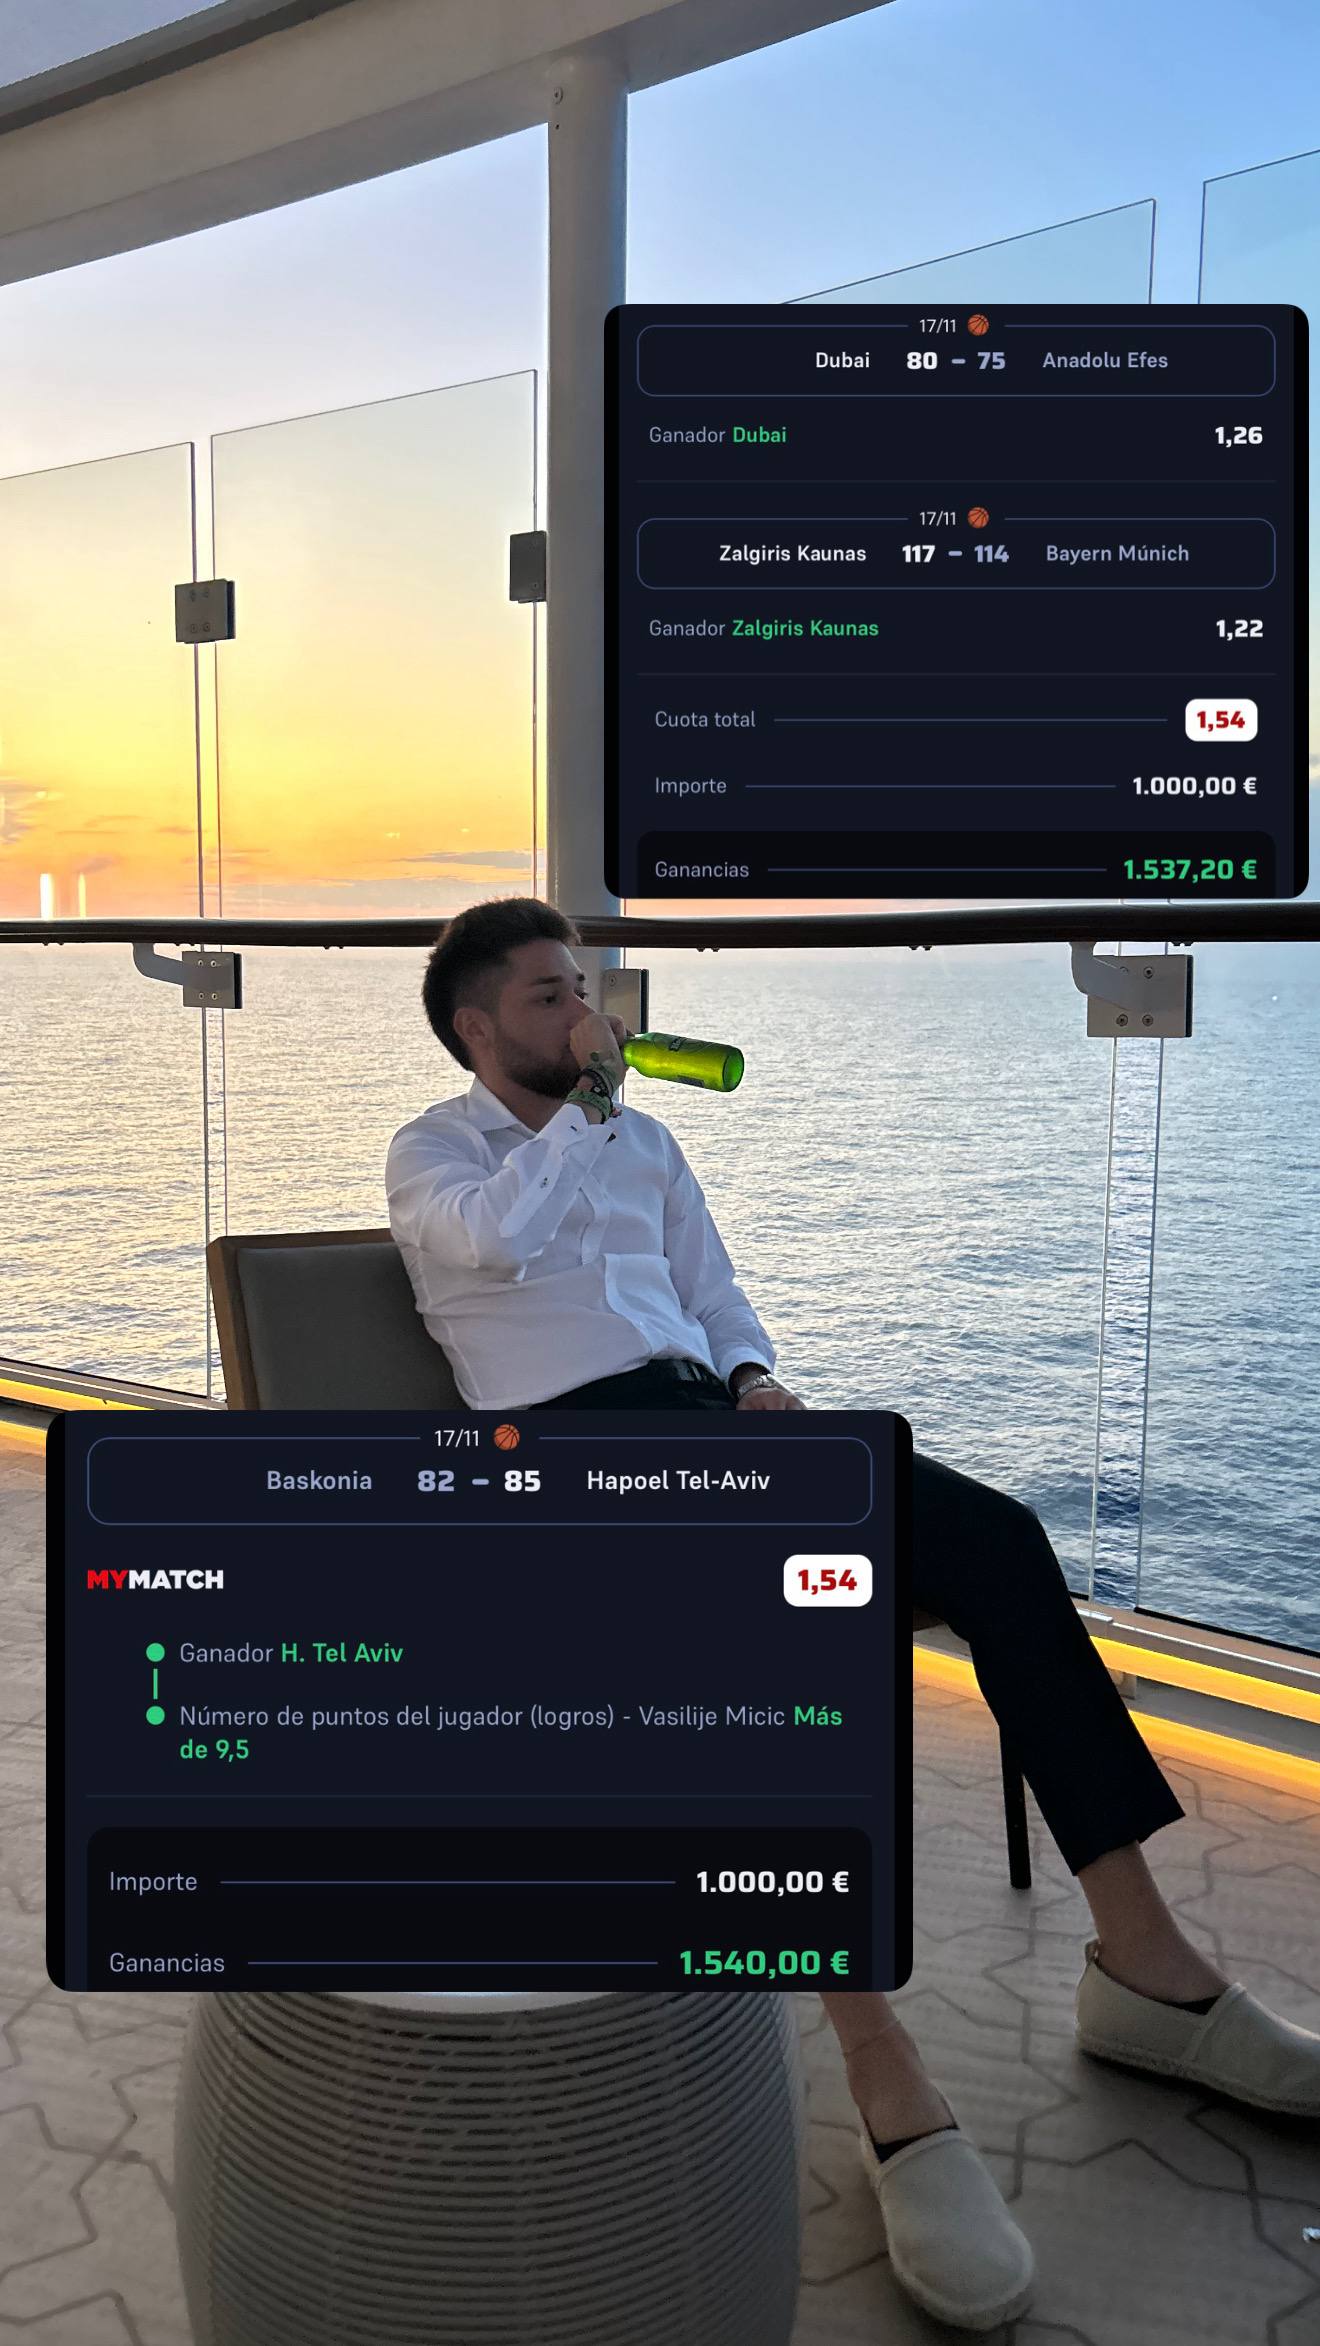 17/11
Dubai 80 - 75 Anadolu Efes
Ganador Dubai 1,26
17/11
Zalgiris Kaunas 117 - 114 Bayern Múnich
Ganador Zalgiris Kaunas 1,22
Cuota total 1,54
Importe 1.000,00 €
Ganancias 1.537,20 €
17/11
Baskonia 82 - 85 Hapoel Tel-Aviv
MYMATCH 1,54
Ganador H. Tel Aviv
Número de puntos del jugador (logros) - Vasilije Micic Más
de 9,5
Importe 1.000,00 €
Ganancias 1.540,00 €